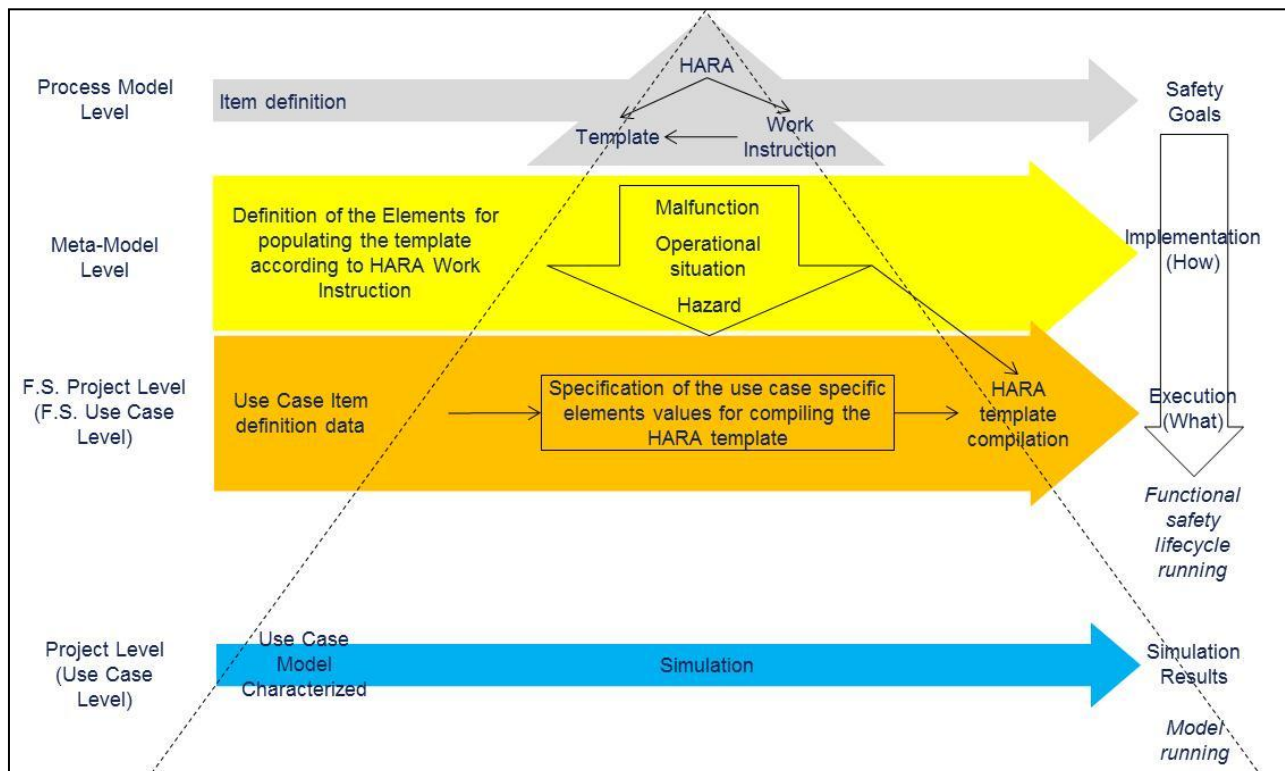 HARA
Process Model
Level
Item definition
Template
Work
Instruction
Safety
Goals
Meta-Model
Level
Definition of the Elements for
populating the template
according to HARA Work
Instruction
Malfunction
Operational
situation
Hazard
Implementation
(How)
F.S. Project Level
(F.S. Use Case
Level)
Use Case Item
definition data
Specification of the use case specific
elements values for compiling the
HARA template
HARA
template
compilation
Execution
(What)
Functional
safety
lifecycle
running
Project Level
(Use Case
Level)
Use Case
Model
Characterized
Simulation
Simulation
Results
Model
running